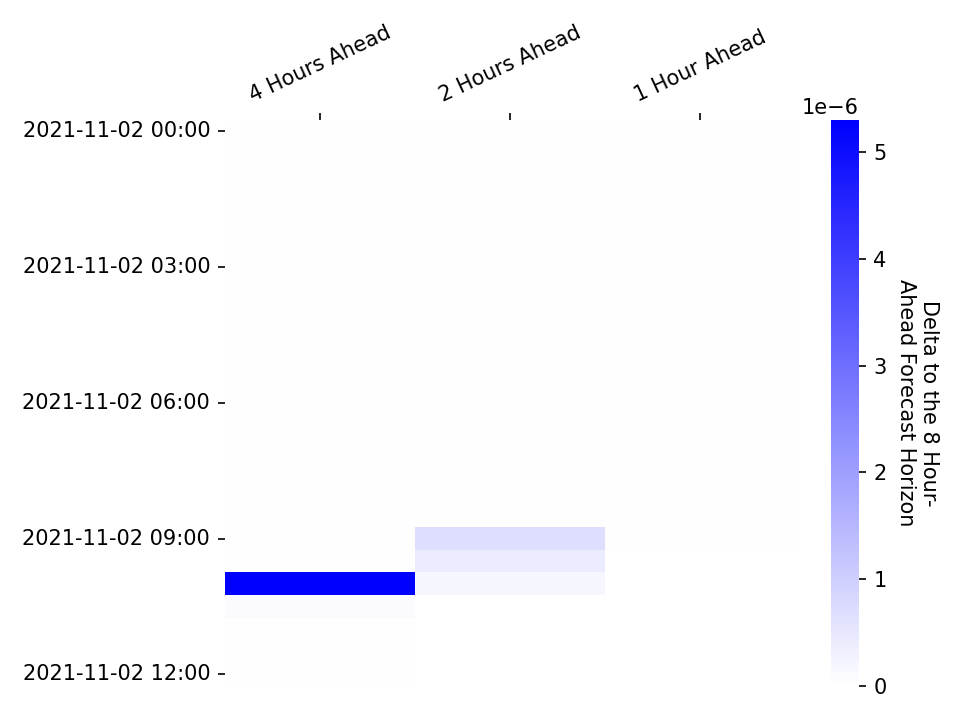 4 Hours Ahead
2 Hours Ahead
1 Hour Ahead
2021-11-02 00:00
2021-11-02 03:00
2021-11-02 06:00
2021-11-02 09:00
2021-11-02 12:00
1e−6
5
4
3
2
1
0
Delta to the 8 Hour-
Ahead Forecast Horizon